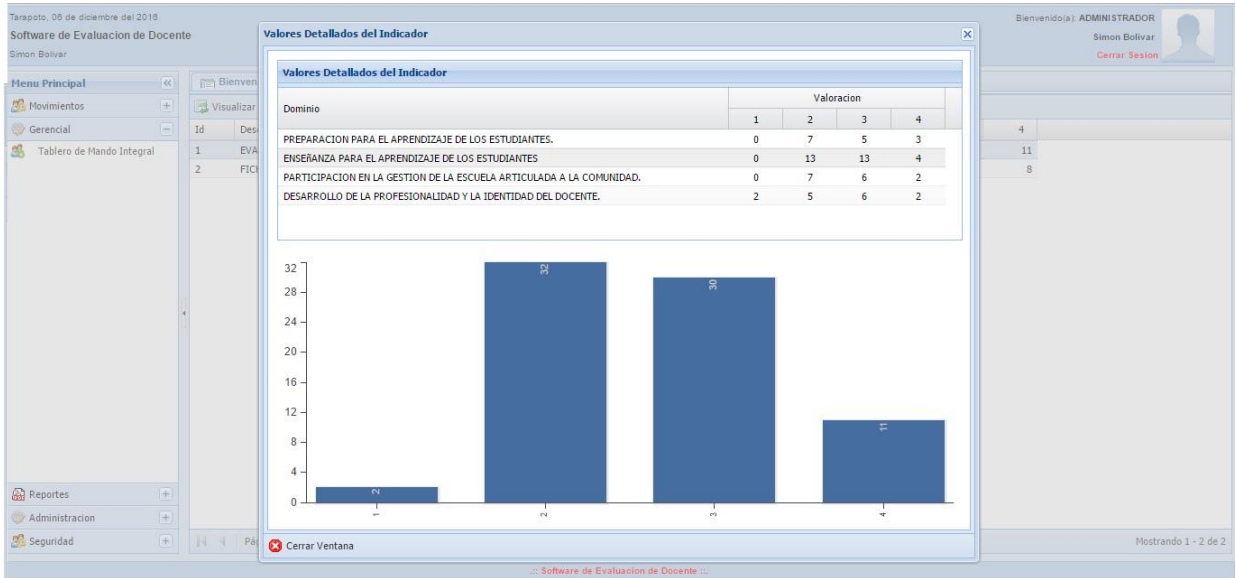 Tarapoto, 06 de diciembre del 2016
Software de Evaluacion de Docente
Simon Bolivar
Bienvenido(a): ADMINISTRADOR
Simon Bolivar
Cerrar Sesion
Menu Principal
Movimientos
Gerencial
Tablero de Mando Integral
Reportes
Administracion
Seguridad
Bienven
Visualizar
Id Des 4
1 EVA 11
2 FICH 8
Valores Detallados del Indicador
Valores Detallados del Indicador
Dominio Valoracion
1 2 3 4
PREPARACION PARA EL APRENDIZAJE DE LOS ESTUDIANTES. 0 7 5 3
ENSEÑANZA PARA EL APRENDIZAJE DE LOS ESTUDIANTES 0 13 13 4
PARTICIPACION EN LA GESTION DE LA ESCUELA ARTICULADA A LA COMUNIDAD. 0 7 6 2
DESARROLLO DE LA PROFESIONALIDAD Y LA IDENTIDAD DEL DOCENTE. 2 5 6 2
32
28
24
20
16
12
8
4
0
2 32 30 11
1 2 3 4
Cerrar Ventana
Pág
Mostrando 1 - 2 de 2
.:: Software de Evaluacion de Docente ::.